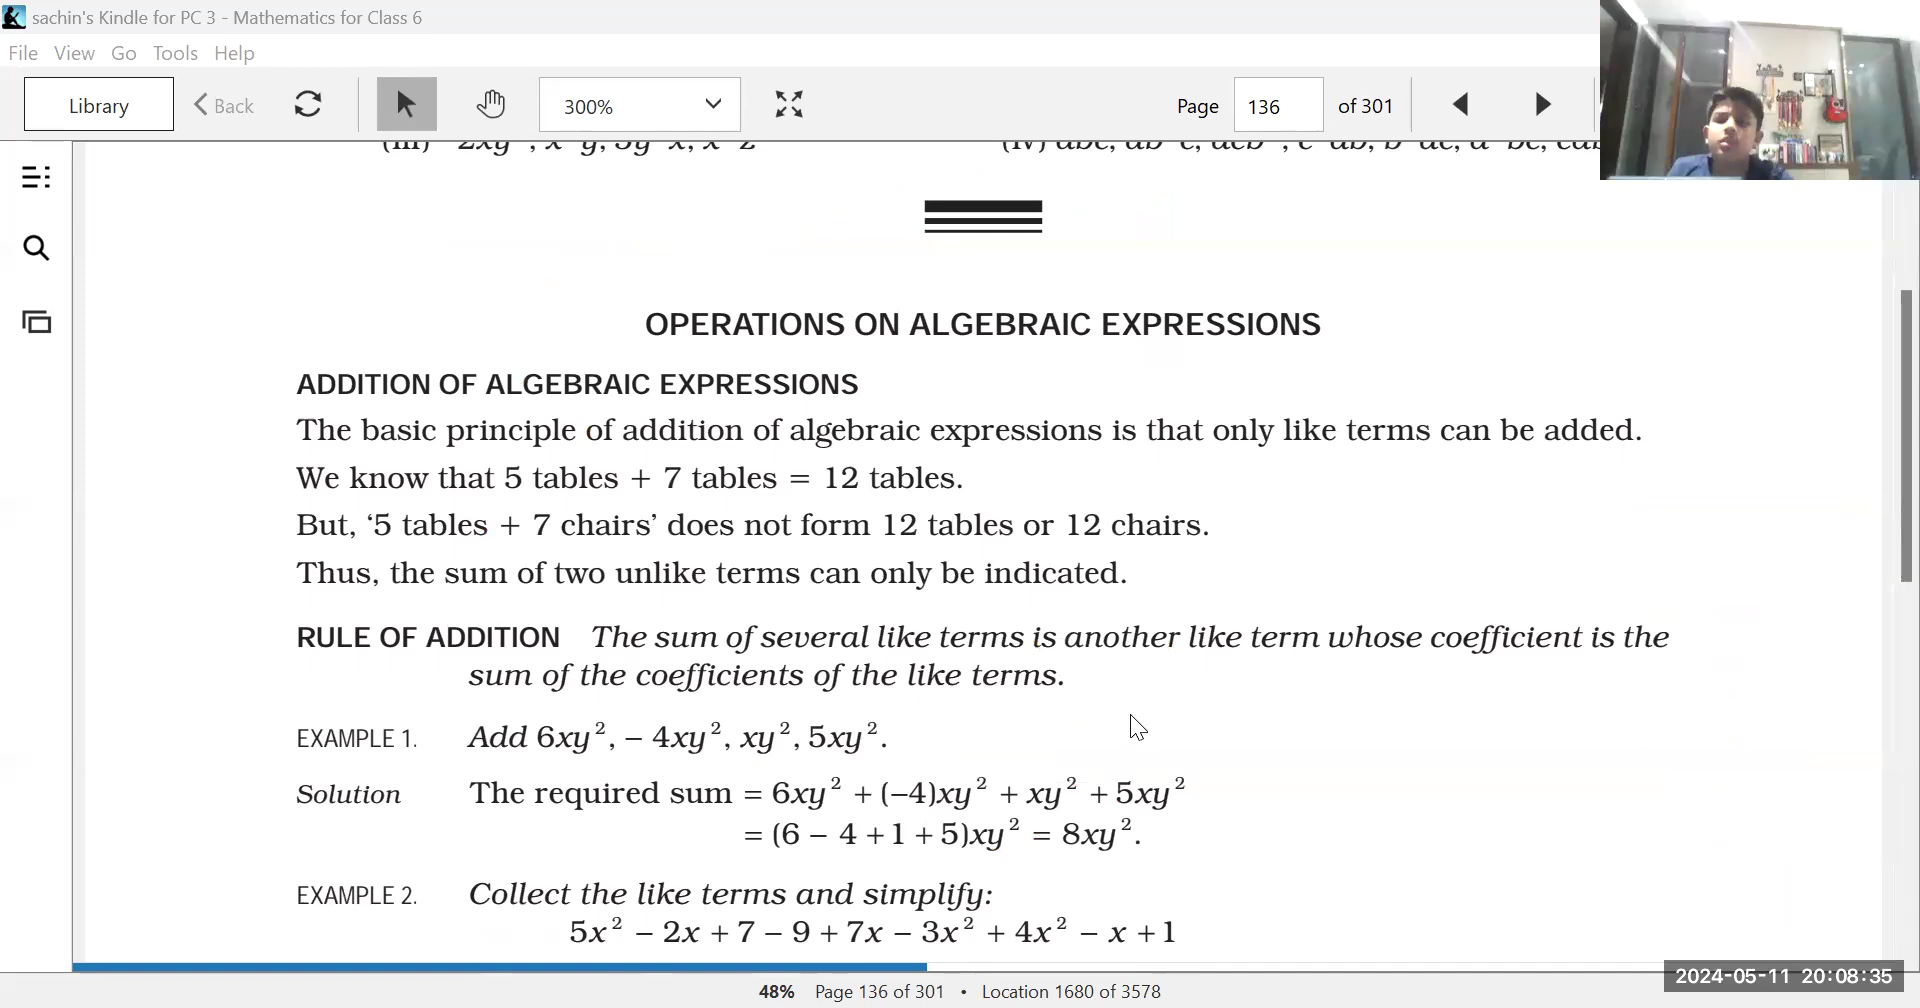 sachin's Kindle for PC 3 - Mathematics for Class 6
File View Go Tools Help
Library Back 300% Page 136 of 301
OPERATIONS ON ALGEBRAIC EXPRESSIONS
ADDITION OF ALGEBRAIC EXPRESSIONS
The basic principle of addition of algebraic expressions is that only like terms can be added.
We know that 5 tables + 7 tables = 12 tables.
But, ‘5 tables + 7 chairs’ does not form 12 tables or 12 chairs.
Thus, the sum of two unlike terms can only be indicated.
RULE OF ADDITION The sum of several like terms is another like term whose coefficient is the
sum of the coefficients of the like terms.
EXAMPLE 1. Add 6xy², – 4xy², xy², 5xy².
Solution The required sum = 6xy² + (–4)xy² + xy² + 5xy²
= (6 – 4 + 1 + 5)xy² = 8xy².
EXAMPLE 2. Collect the like terms and simplify:
5x² – 2x + 7 – 9 + 7x – 3x² + 4x² – x + 1
2024-05-11 20:08:35
48% Page 136 of 301 • Location 1680 of 3578